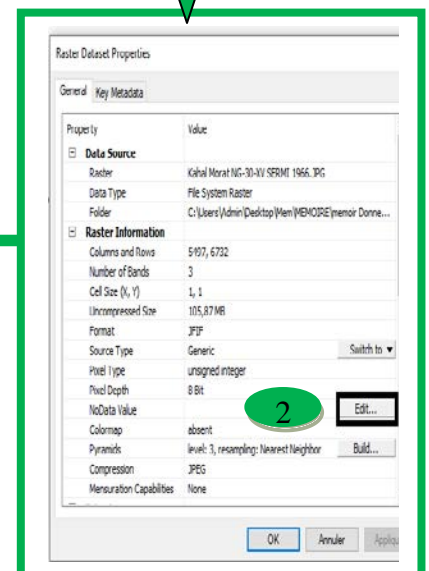 Raster Dataset Properties
General Key Metadata
Property Value
Data Source
Raster Kahal Morat NG-30-XV SERMI 1966.JPG
Data Type File System Raster
Folder C:\Users\Admin\Desktop\Mem\MEMOIRE\memoir Donne...
Raster Information
Columns and Rows 5497, 6732
Number of Bands 3
Cell Size (X, Y) 1, 1
Uncompressed Size 105,87 MB
Format JFIF
Source Type Generic Switch to
Pixel Type unsigned integer
Pixel Depth 8 Bit
NoData Value 2 Edit...
Colormap absent
Pyramids level: 3, resampling: Nearest Neighbor Build...
Compression JPEG
Mensuration Capabilities None
OK Annuler Appliqu